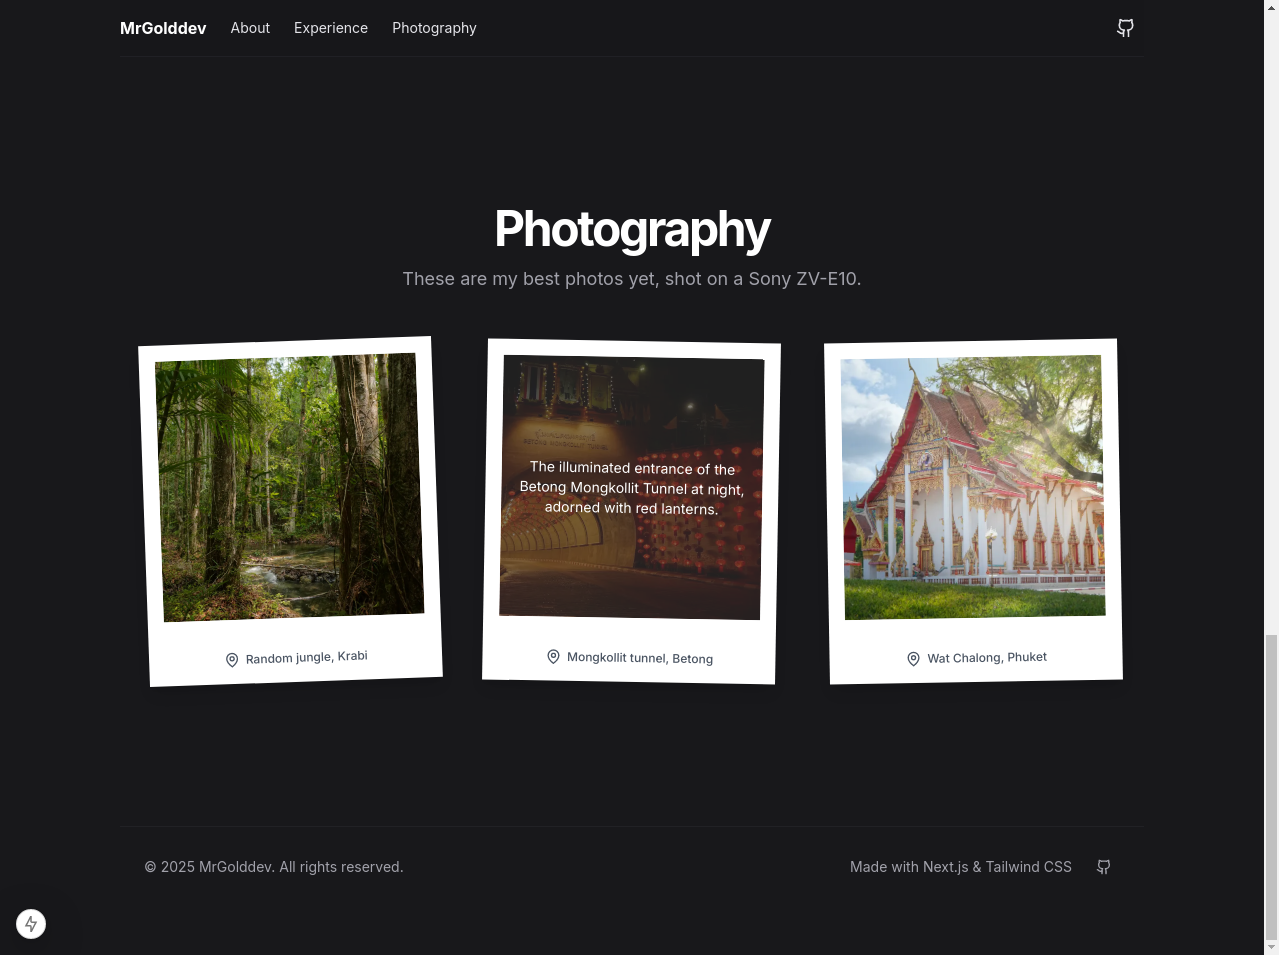 MrGolddev About Experience Photography
Photography
These are my best photos yet, shot on a Sony ZV-E10.
The illuminated entrance of the
Betong Mongkollit Tunnel at night,
adorned with red lanterns.
Random jungle, Krabi
Mongkollit tunnel, Betong
Wat Chalong, Phuket
© 2025 MrGolddev. All rights reserved.
Made with Next.js & Tailwind CSS